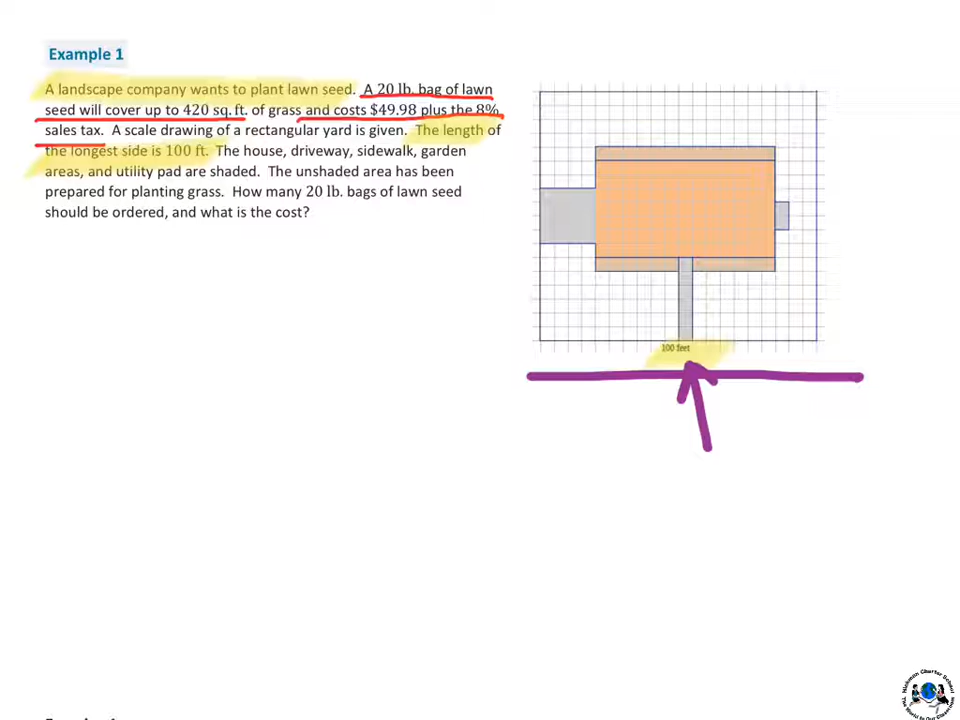 Example 1
A landscape company wants to plant lawn seed. A 20 lb. bag of lawn
seed will cover up to 420 sq. ft. of grass and costs $49.98 plus the 8%
sales tax. A scale drawing of a rectangular yard is given. The length of
the longest side is 100 ft. The house, driveway, sidewalk, garden
areas, and utility pad are shaded. The unshaded area has been
prepared for planting grass. How many 20 lb. bags of lawn seed
should be ordered, and what is the cost?
100 feet